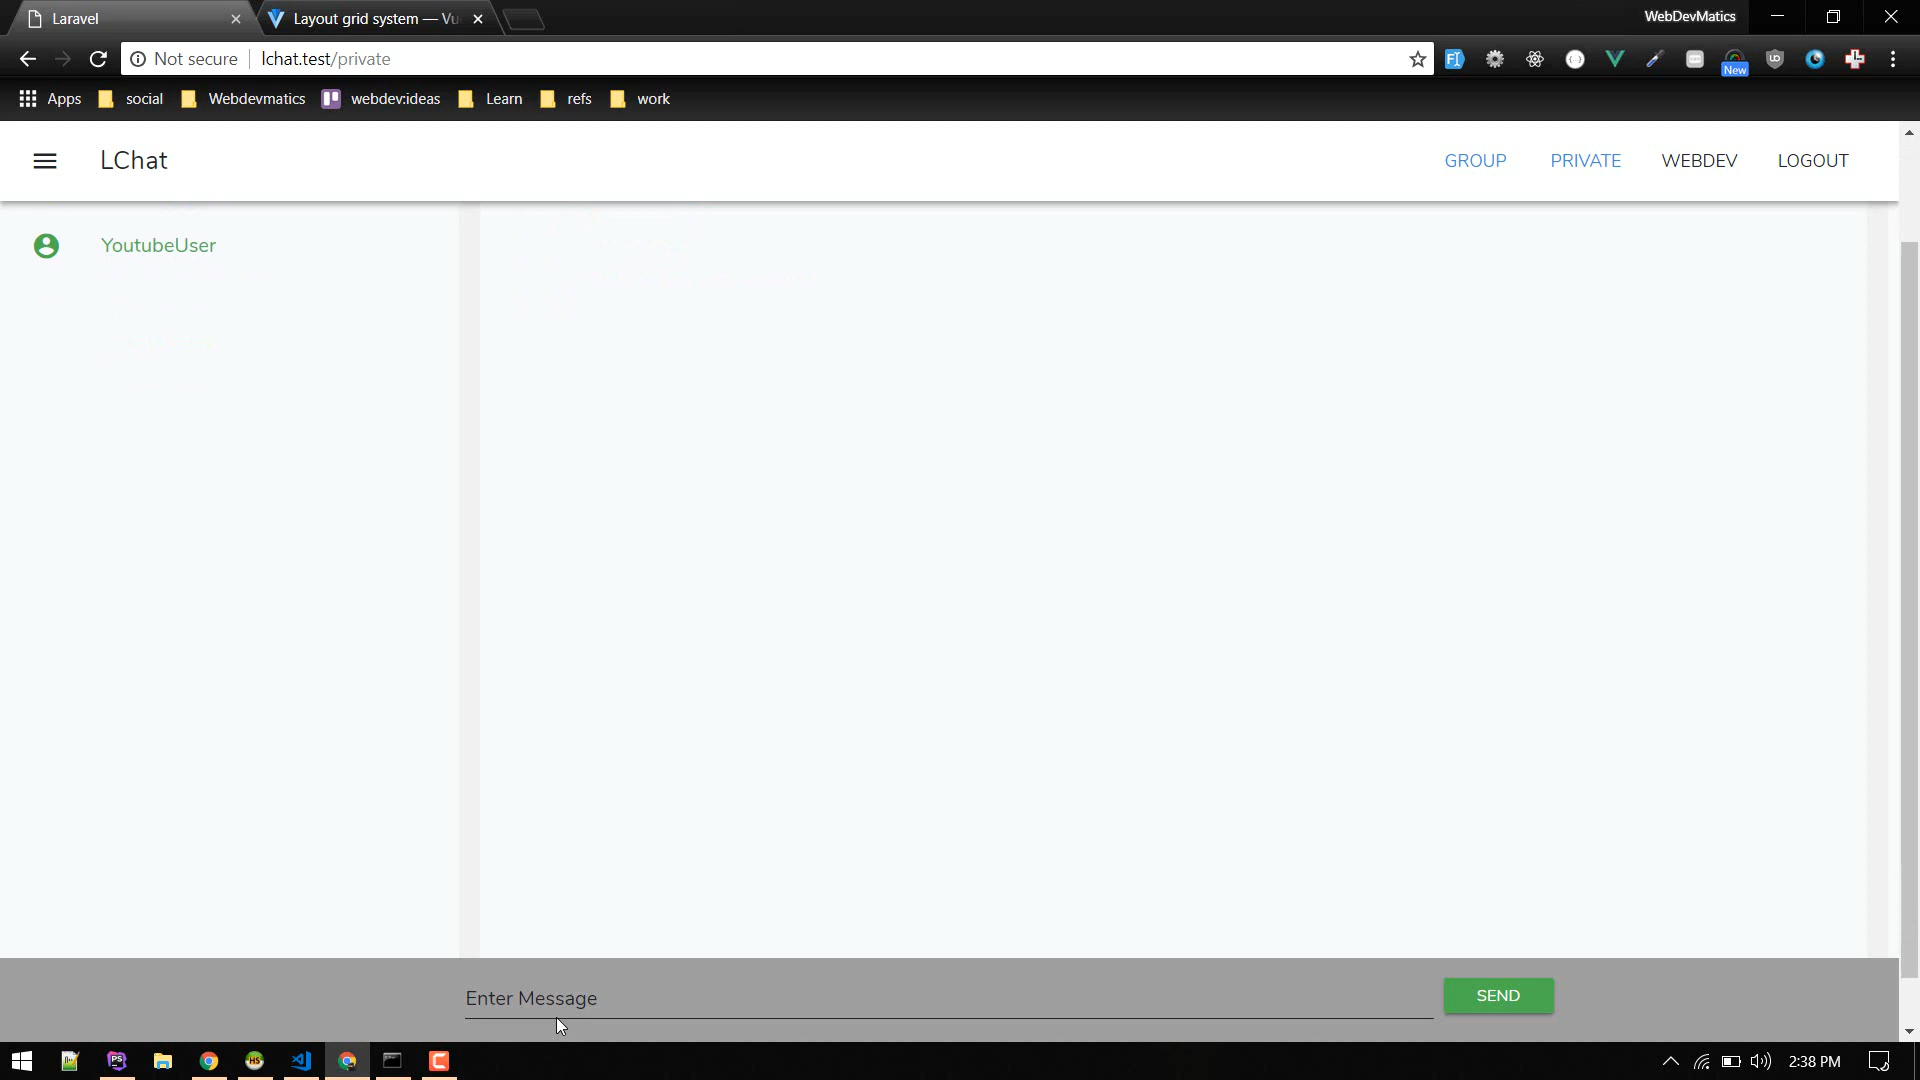 Laravel
Layout grid system — Vu
WebDevMatics
Not secure
lchat.test/private
New
Apps
social
Webdevmatics
webdev:ideas
Learn
refs
work
LChat
GROUP
PRIVATE
WEBDEV
LOGOUT
YoutubeUser
Enter Message
SEND
2:38 PM